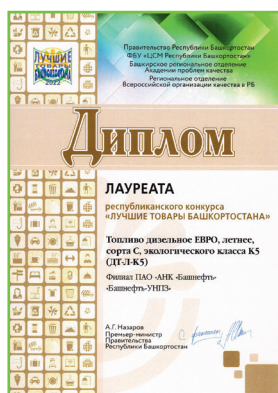 ЛУЧШИЕ
ТОВАРЫ
БАШКОРТОСТАНА
Правительство Республики Башкортостан
ФБУ «ЦСМ Республики Башкортостан»
Башкирское региональное отделение
Академии проблем качества
Региональное отделение
Всероссийской организации качества в РБ
Диплом
ЛАУРЕАТА
республиканского конкурса
«ЛУЧШИЕ ТОВАРЫ БАШКОРТОСТАНА»
Топливо дизельное ЕВРО, летнее,
сорта С, экологического класса К5
(ДТ-Л-К5)
Филиал ПАО «АНК «Башнефть»
«Башнефть-УНПЗ»
А.Г. Назаров
Премьер-министр
Правительства
Республики Башкортостан